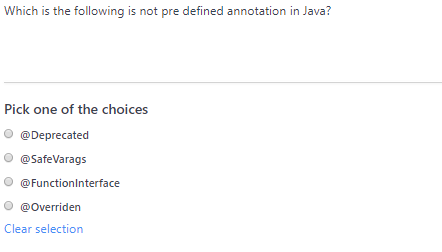 Which is the following is not pre defined annotation in Java?
Pick one of the choices
@Deprecated
@SafeVarags
@FunctionInterface
@Overriden
Clear selection